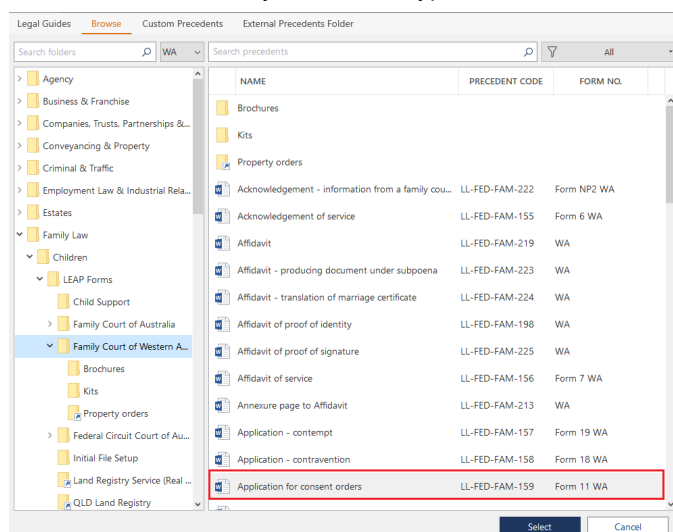 Legal Guides Browse Custom Precedents External Precedents Folder
Search folders WA Search precedents All
Agency
Business & Franchise
Companies, Trusts, Partnerships &...
Conveyancing & Property
Criminal & Traffic
Employment Law & Industrial Rela...
Estates
Family Law
Children
LEAP Forms
Child Support
Family Court of Australia
Family Court of Western A...
Brochures
Kits
Property orders
Federal Circuit Court of Au...
Initial File Setup
Land Registry Service (Real ...
QLD Land Registry
NAME PRECEDENT CODE FORM NO.
Brochures
Kits
Property orders
Acknowledgement - information from a family cou... LL-FED-FAM-222 Form NP2 WA
Acknowledgement of service LL-FED-FAM-155 Form 6 WA
Affidavit LL-FED-FAM-219 WA
Affidavit - producing document under subpoena LL-FED-FAM-223 WA
Affidavit - translation of marriage certificate LL-FED-FAM-224 WA
Affidavit of proof of identity LL-FED-FAM-198 WA
Affidavit of proof of signature LL-FED-FAM-225 WA
Affidavit of service LL-FED-FAM-156 Form 7 WA
Annexure page to Affidavit LL-FED-FAM-213 WA
Application - contempt LL-FED-FAM-157 Form 19 WA
Application - contravention LL-FED-FAM-158 Form 18 WA
Application for consent orders LL-FED-FAM-159 Form 11 WA
Select Cancel